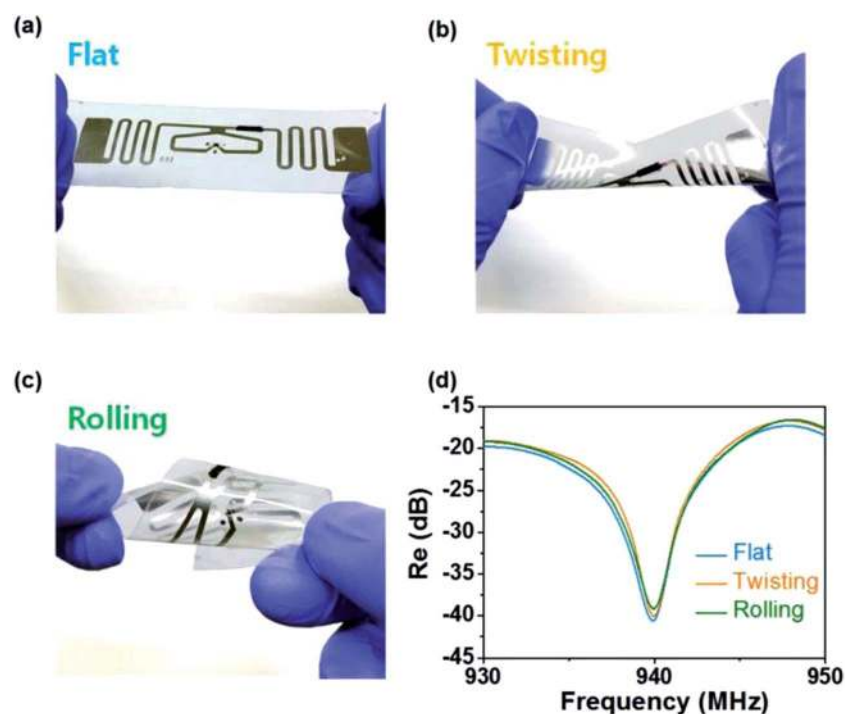 (a)
Flat
(b)
Twisting
(c)
Rolling
(d)
-15
-20
-25
-30
-35
-40
-45
Re (dB)
Flat
Twisting
Rolling
930
940
950
Frequency (MHz)